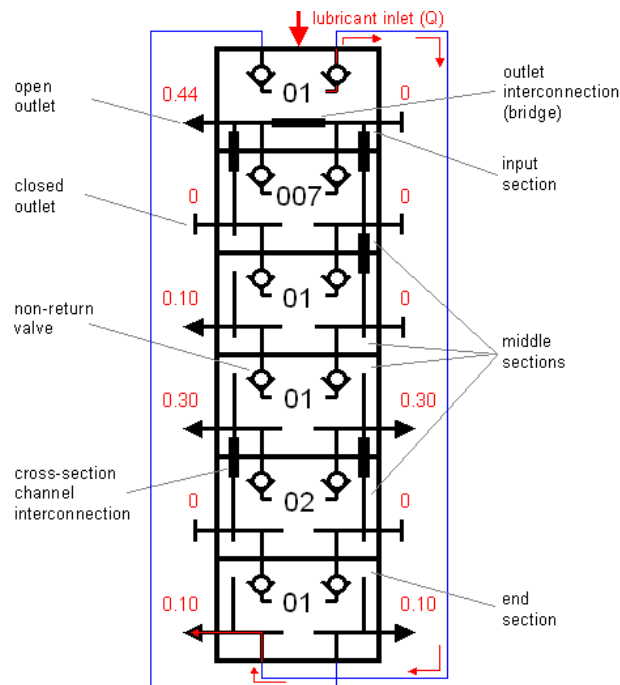 lubricant inlet (Q)
open
outlet
0.44
01
0
outlet
interconnection
(bridge)
input
section
closed
outlet
0
007
0
non-return
valve
0.10
01
0
middle
sections
0.30
01
0.30
cross-section
channel
interconnection
0
02
0
0.10
01
0.10
end
section